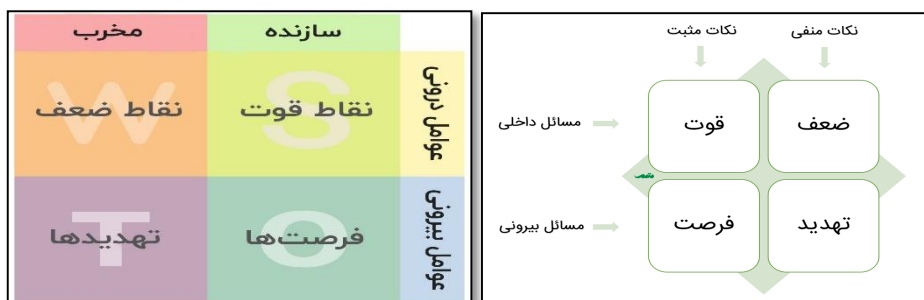 سازنده
مخرب
عوامل درونی
نقاط قوت
S
نقاط ضعف
W
عوامل بیرونی
فرصت‌ها
O
تهدیدها
T
نکات مثبت
نکات منفی
مسائل داخلی
قوت
ضعف
مسائل بیرونی
فرصت
تهدید